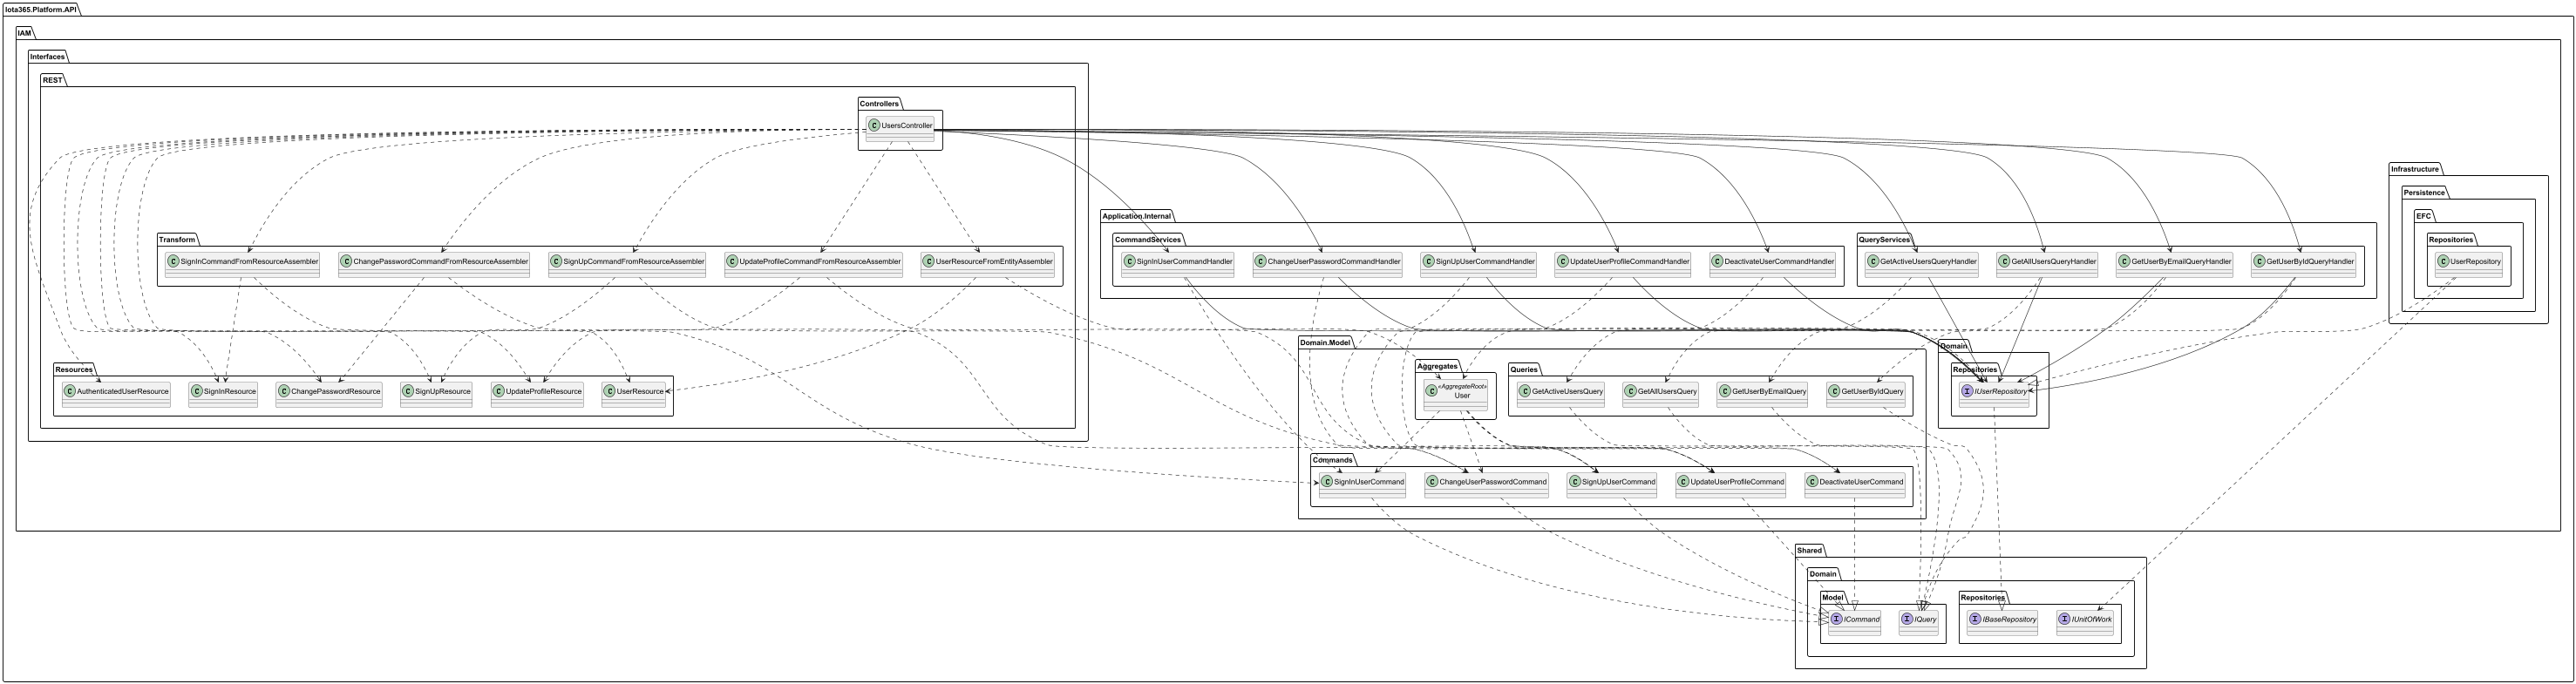 Iota365.Platform.API
IAM
Interfaces
REST
Controllers
C UsersController
Infrastructure
Persistence
EFC
Repositories
C UserRepository
Application.Internal
CommandServices
C SignInUserCommandHandler
C ChangeUserPasswordCommandHandler
C SignUpUserCommandHandler
C UpdateUserProfileCommandHandler
C DeactivateUserCommandHandler
QueryServices
C GetActiveUsersQueryHandler
C GetAllUsersQueryHandler
C GetUserByEmailQueryHandler
C GetUserByIdQueryHandler
Transform
C SignInCommandFromResourceAssembler
C ChangePasswordCommandFromResourceAssembler
C SignUpCommandFromResourceAssembler
C UpdateProfileCommandFromResourceAssembler
C UserResourceFromEntityAssembler
Resources
C AuthenticatedUserResource
C SignInResource
C ChangePasswordResource
C SignUpResource
C UpdateProfileResource
C UserResource
Domain.Model
Aggregates
C «AggregateRoot»
User
Queries
C GetActiveUsersQuery
C GetAllUsersQuery
C GetUserByEmailQuery
C GetUserByIdQuery
Domain
Repositories
I IUserRepository
Commands
C SignInUserCommand
C ChangeUserPasswordCommand
C SignUpUserCommand
C UpdateUserProfileCommand
C DeactivateUserCommand
Shared
Domain
Model
I ICommand
I IQuery
Repositories
I IBaseRepository
I IUnitOfWork